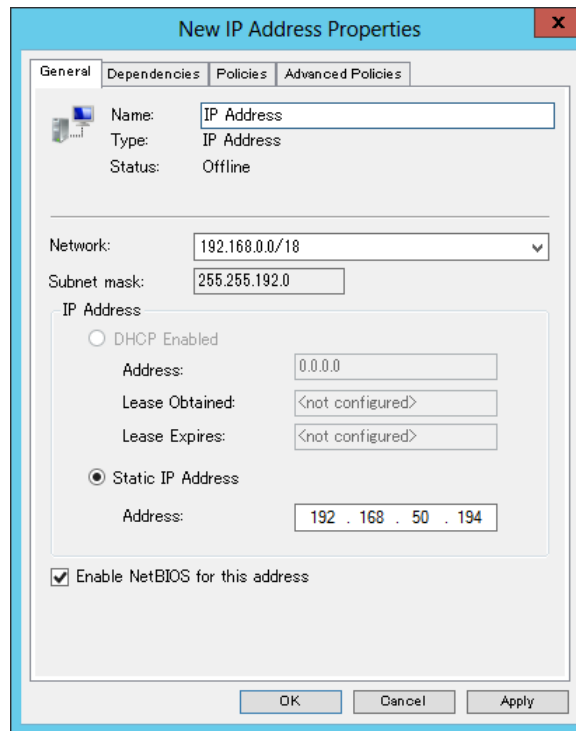 New IP Address Properties
x
General Dependencies Policies Advanced Policies
Name: IP Address
Type: IP Address
Status: Offline
Network: 192.168.0.0/18
Subnet mask: 255.255.192.0
IP Address
DHCP Enabled
Address: 0.0.0.0
Lease Obtained: <not configured>
Lease Expires: <not configured>
Static IP Address
Address: 192 . 168 . 50 . 194
Enable NetBIOS for this address
OK Cancel Apply